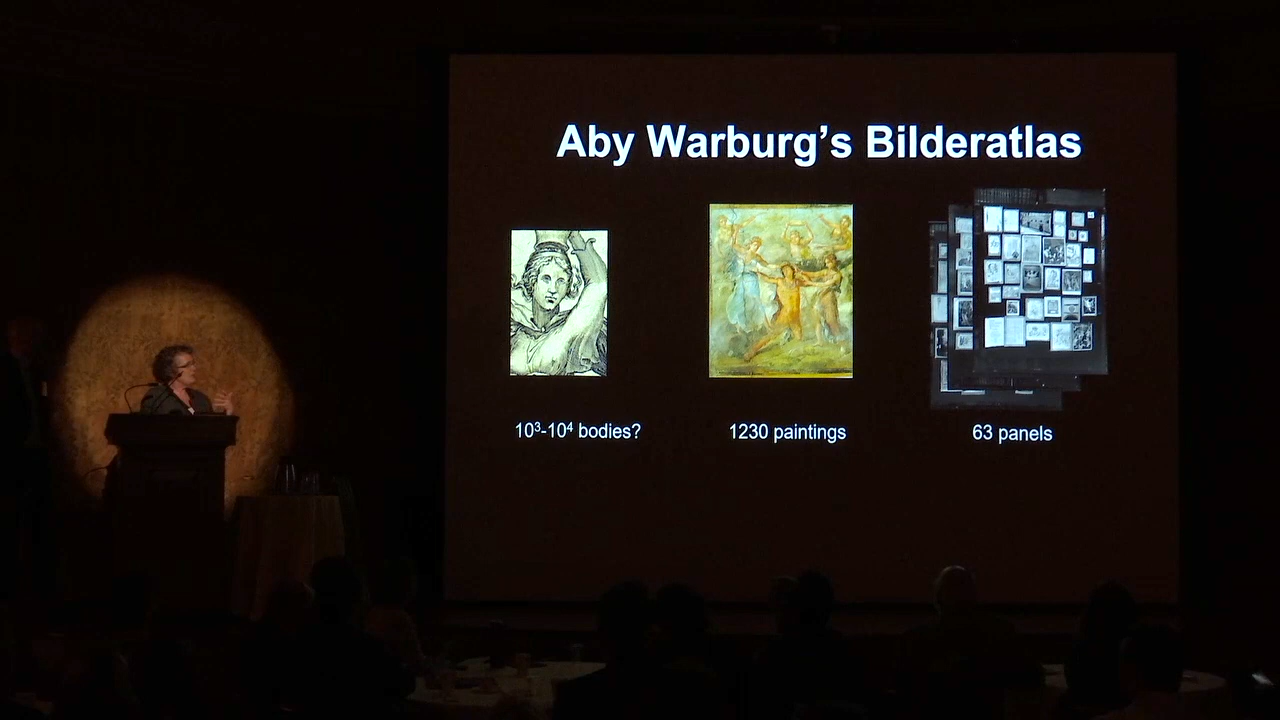 Aby Warburg’s Bilderatlas
10³-10⁴ bodies?
1230 paintings
63 panels